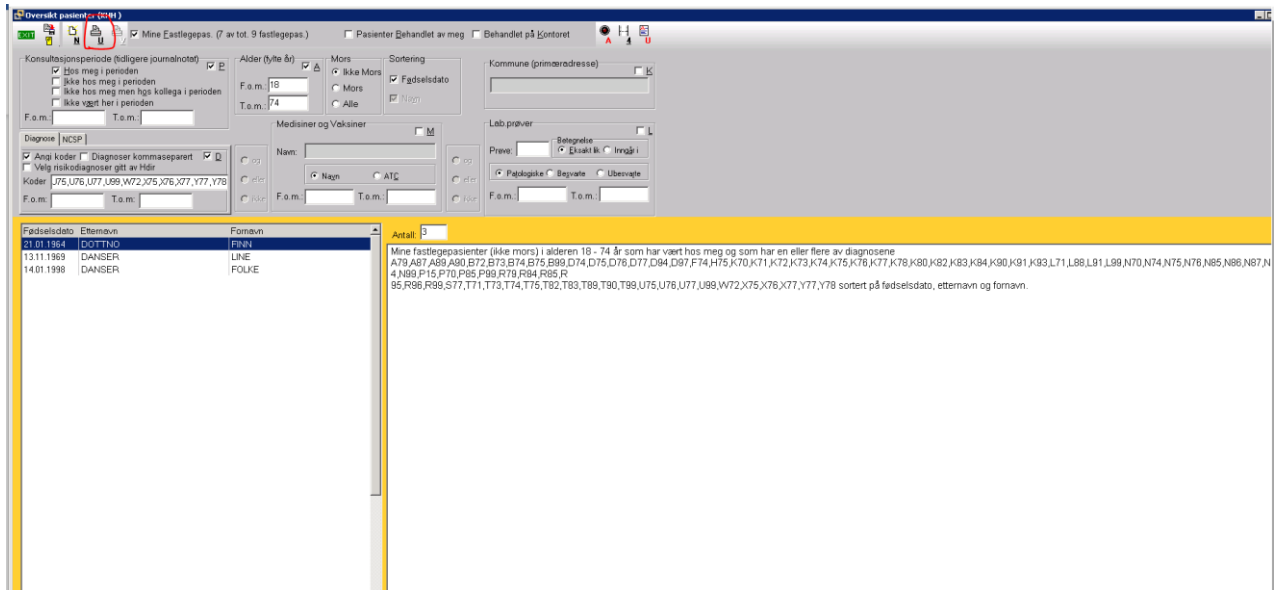 Oversikt pasienter (KHH )
EXIT N U Mine Fastlegepas. (7 av tot. 9 fastlegepas.) Pasienter Behandlet av meg Behandlet på Kontoret A 4 U
Konsultasjonsperiode (tidligere journalnotat) P
Hos meg i perioden
Ikke hos meg i perioden
Ikke hos meg men hos kollega i perioden
Ikke vært her i perioden
F.o.m.: T.o.m.:
Alder (fylte år) A
F.o.m.: 18
T.o.m.: 74
Mors
Ikke Mors
Mors
Alle
Sortering
Fødselsdato
Navn
Kommune (primæradresse) K
Diagnose NCSP
Angi koder Diagnoser kommaseparert D
Velg risikodiagnoser gitt av Hdir
Koder U75,U76,U77,U99,W72,X75,X76,X77,Y77,Y78
F.o.m: T.o.m:
og
eller
ikke
Medisiner og Vaksiner M
Navn:
Navn ATC
F.o.m.: T.o.m.:
og
eller
Ikke
Lab prøver L
Prøve: Betegnelse
Eksakt lik Inngår i
Patologiske Besvarte Ubesvarte
F.o.m.: T.o.m.:
Fødselsdato Etternavn Fornavn
21.01.1964 DOTTNO FINN
13.11.1969 DANSER LINE
14.01.1998 DANSER FOLKE
Antall: 3
Mine fastlegepasienter (ikke mors) i alderen 18 - 74 år som har vært hos meg og som har en eller flere av diagnosene
A79,A87,A89,A90,B72,B73,B74,B75,B99,D74,D75,D76,D77,D94,D97,F74,H75,K70,K71,K72,K73,K74,K75,K76,K77,K78,K80,K82,K83,K84,K90,K91,K93,L71,L88,L91,L99,N70,N74,N75,N76,N85,N86,N87,N
4,N99,P15,P70,P85,P99,R79,R84,R85,R
95,R96,R99,S77,T71,T73,T74,T75,T82,T83,T89,T90,T99,U75,U76,U77,U99,W72,X75,X76,X77,Y77,Y78 sortert på fødselsdato, etternavn og fornavn.